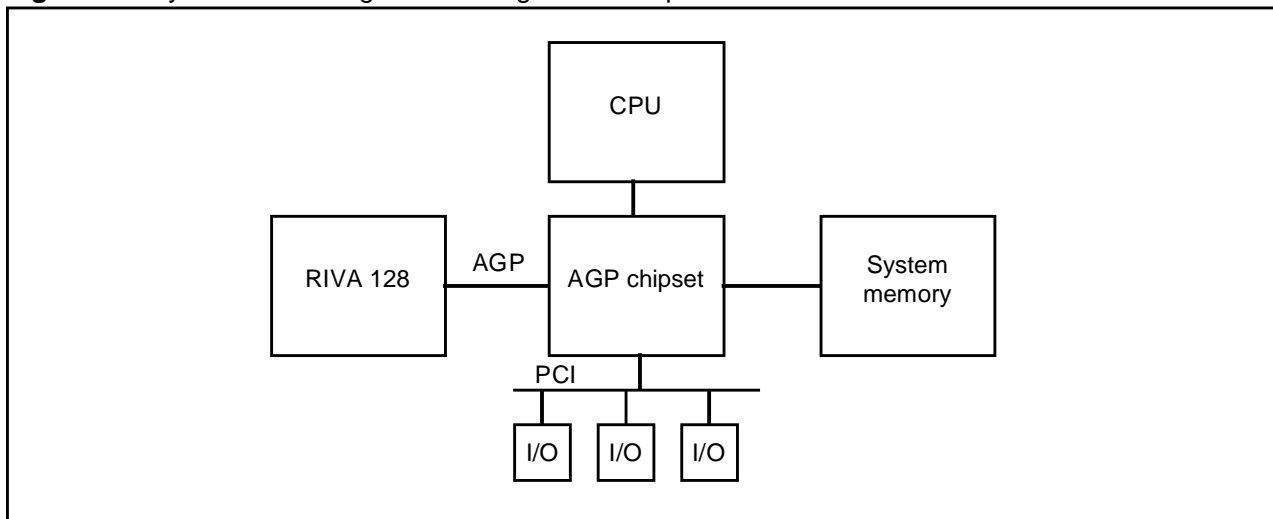 CPU
RIVA 128
AGP
AGP chipset
System
memory
PCI
I/O
I/O
I/O